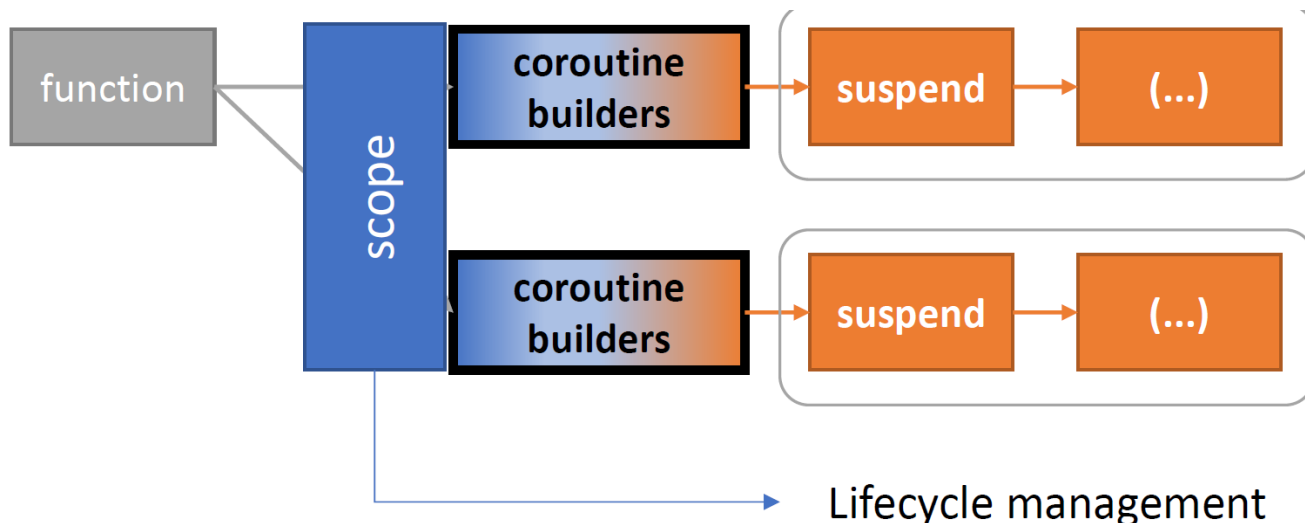 function
scope
coroutine
builders
suspend
(...)
coroutine
builders
suspend
(...)
Lifecycle management